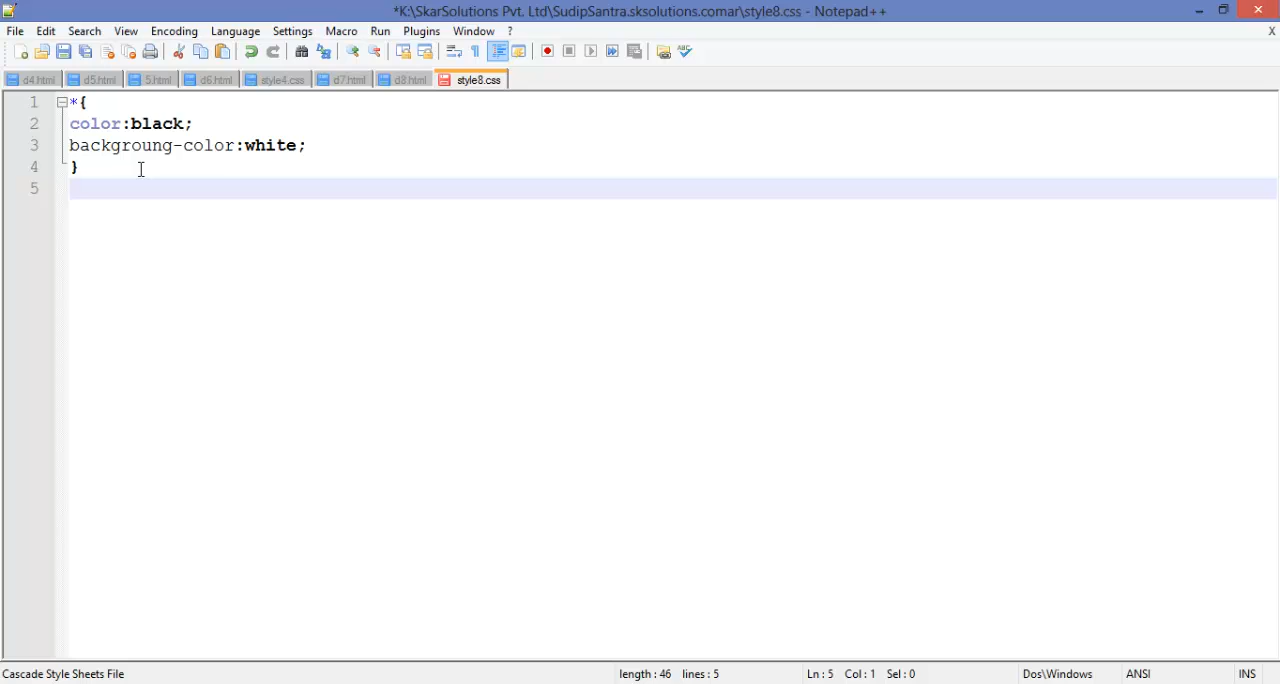 *K:\SkarSolutions Pvt. Ltd\SudipSantra.sksolutions.comar\style8.css - Notepad++
File Edit Search View Encoding Language Settings Macro Run Plugins Window ? X
d4.html d5.html 5.html d6.html style4.css d7.html d8.html style8.css
1 *{
2 color:black;
3 backgroung-color:white;
4 }
5
Cascade Style Sheets File length : 46 lines : 5 Ln : 5 Col : 1 Sel : 0 Dos\Windows ANSI INS